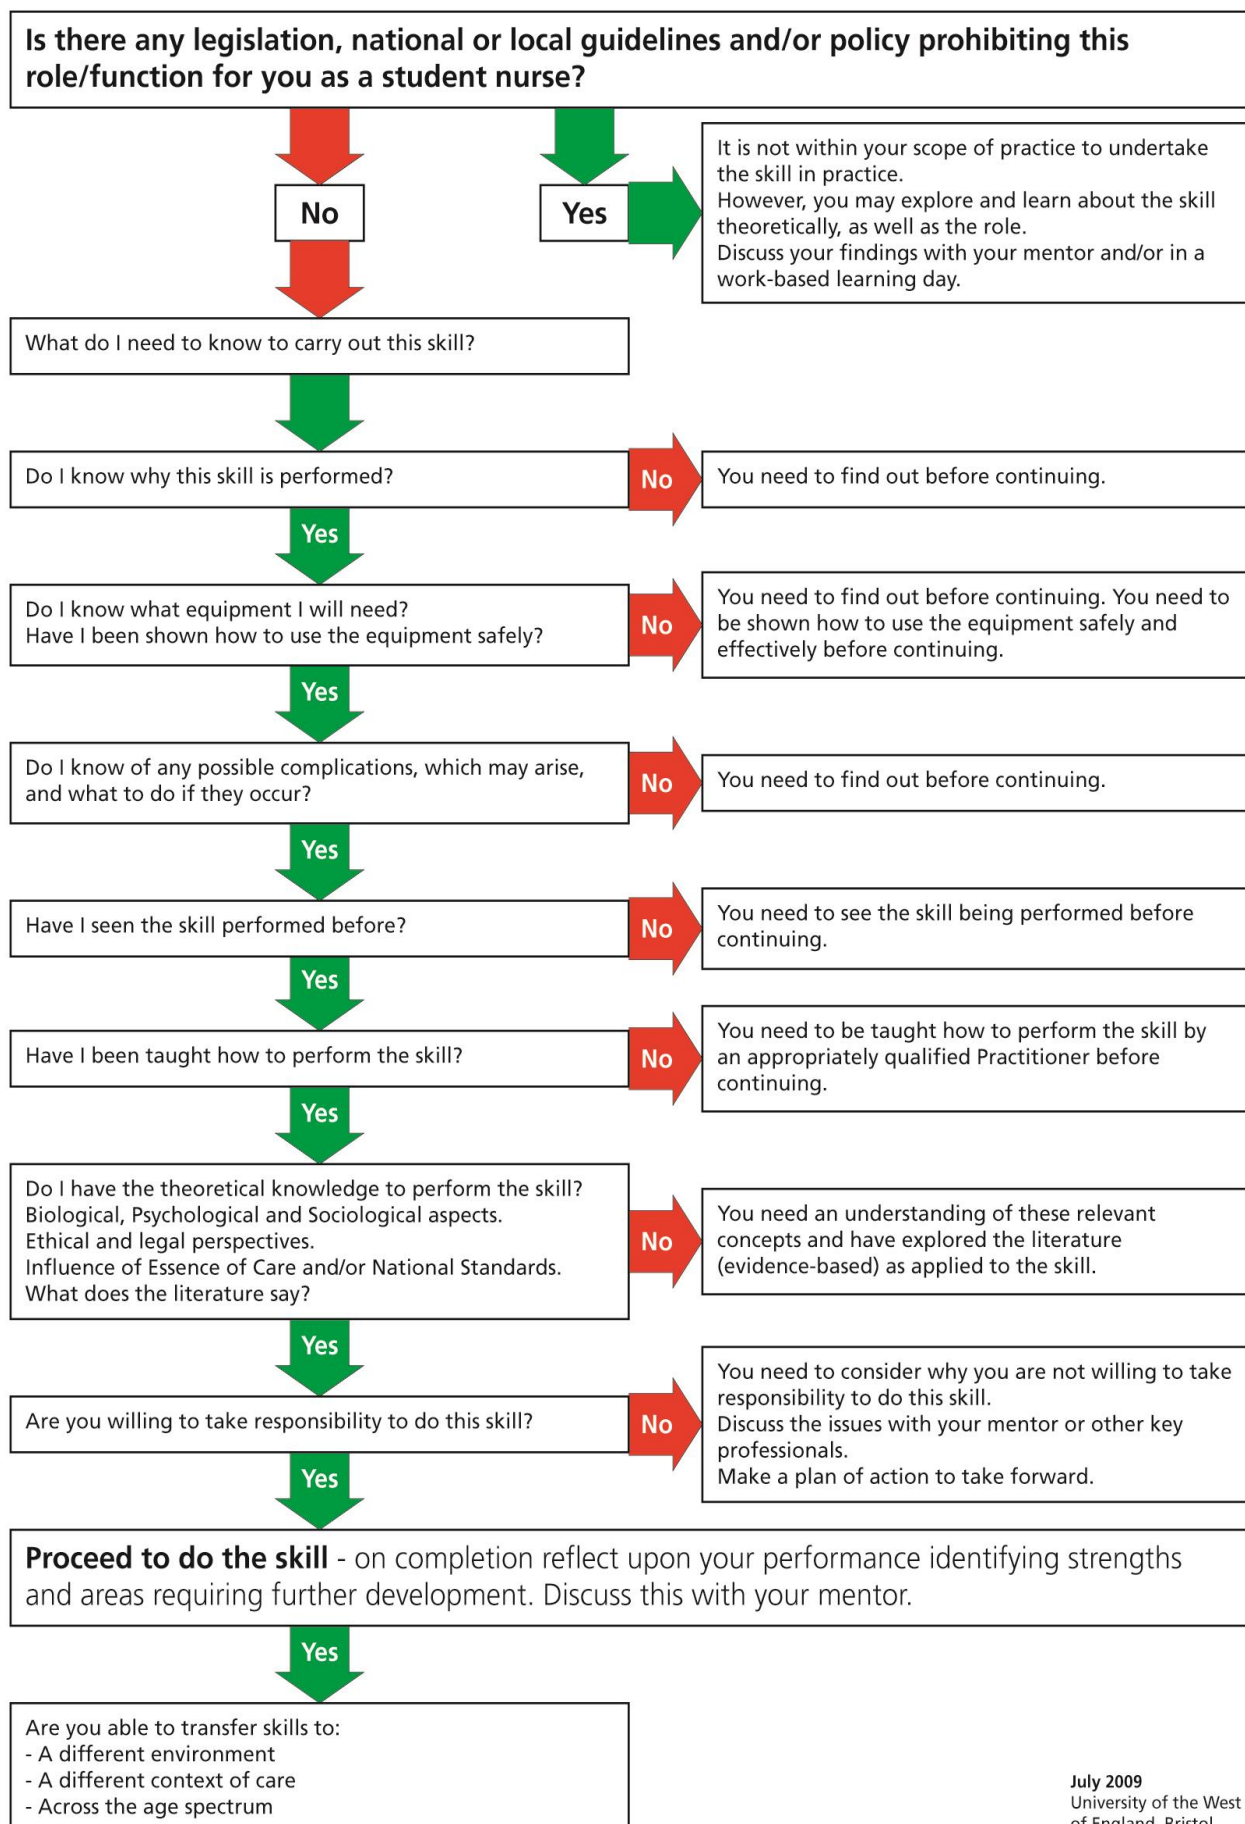 Is there any legislation, national or local guidelines and/or policy prohibiting this
role/function for you as a student nurse?
No
Yes
It is not within your scope of practice to undertake
the skill in practice.
However, you may explore and learn about the skill
theoretically, as well as the role.
Discuss your findings with your mentor and/or in a
work-based learning day.
What do I need to know to carry out this skill?
Do I know why this skill is performed?
No
You need to find out before continuing.
Yes
Do I know what equipment I will need?
Have I been shown how to use the equipment safely?
No
You need to find out before continuing. You need to
be shown how to use the equipment safely and
effectively before continuing.
Yes
Do I know of any possible complications, which may arise,
and what to do if they occur?
No
You need to find out before continuing.
Yes
Have I seen the skill performed before?
No
You need to see the skill being performed before
continuing.
Yes
Have I been taught how to perform the skill?
No
You need to be taught how to perform the skill by
an appropriately qualified Practitioner before
continuing.
Yes
Do I have the theoretical knowledge to perform the skill?
Biological, Psychological and Sociological aspects.
Ethical and legal perspectives.
Influence of Essence of Care and/or National Standards.
What does the literature say?
No
You need an understanding of these relevant
concepts and have explored the literature
(evidence-based) as applied to the skill.
Yes
Are you willing to take responsibility to do this skill?
No
You need to consider why you are not willing to take
responsibility to do this skill.
Discuss the issues with your mentor or other key
professionals.
Make a plan of action to take forward.
Yes
Proceed to do the skill - on completion reflect upon your performance identifying strengths
and areas requiring further development. Discuss this with your mentor.
Yes
Are you able to transfer skills to:
- A different environment
- A different context of care
- Across the age spectrum
July 2009
University of the West
of England, Bristol